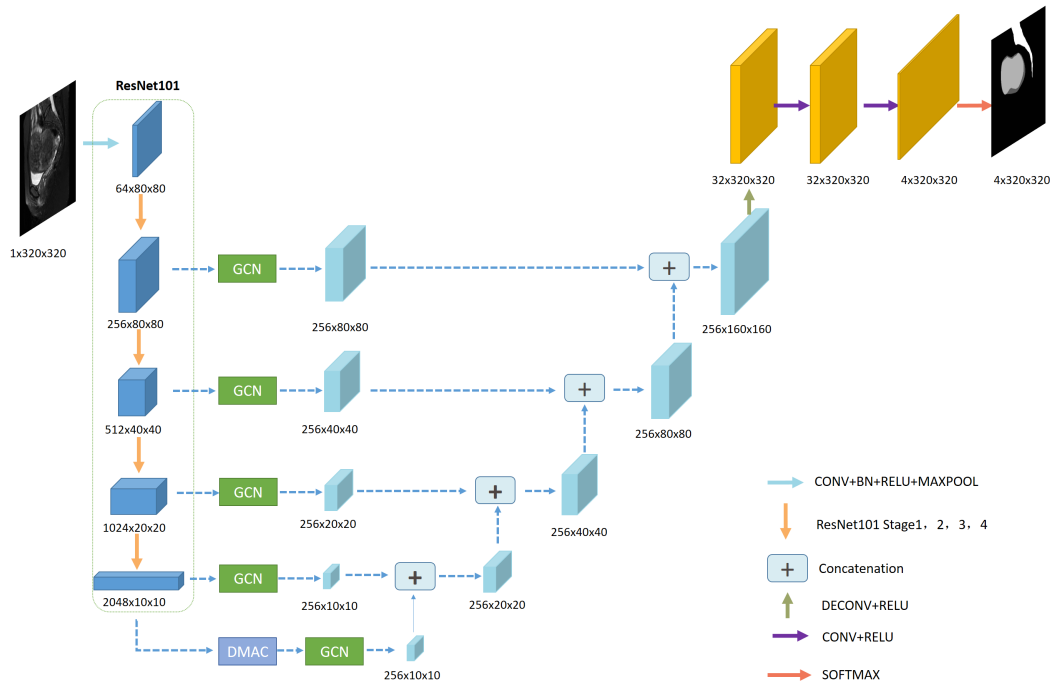 ResNet101
64x80x80
32x320x320
32x320x320
4x320x320
4x320x320
1x320x320
GCN
256x80x80
256x80x80
+
256x160x160
GCN
512x40x40
256x40x40
+
256x80x80
GCN
1024x20x20
256x20x20
+
256x40x40
GCN
2048x10x10
256x10x10
+
256x20x20
DMAC
GCN
256x10x10
CONV+BN+RELU+MAXPOOL
ResNet101 Stage1，2，3，4
+
Concatenation
DECONV+RELU
CONV+RELU
SOFTMAX